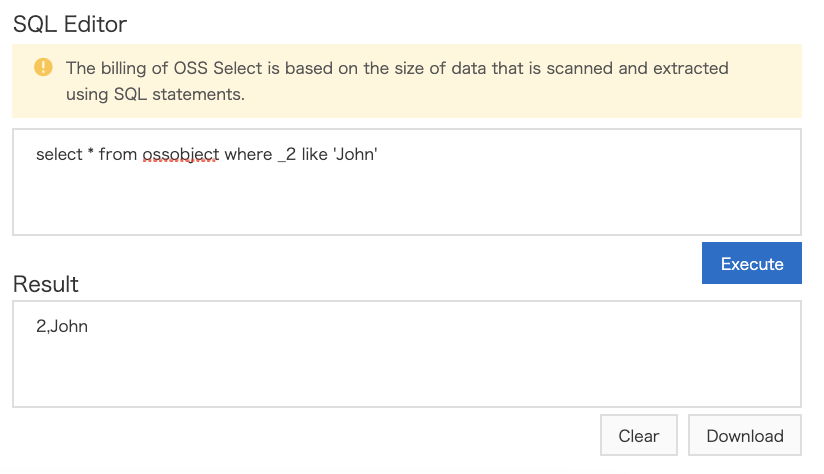 SQL Editor
The billing of OSS Select is based on the size of data that is scanned and extracted
using SQL statements.
select * from ossobject where _2 like 'John'
Execute
Result
2,John
Clear
Download